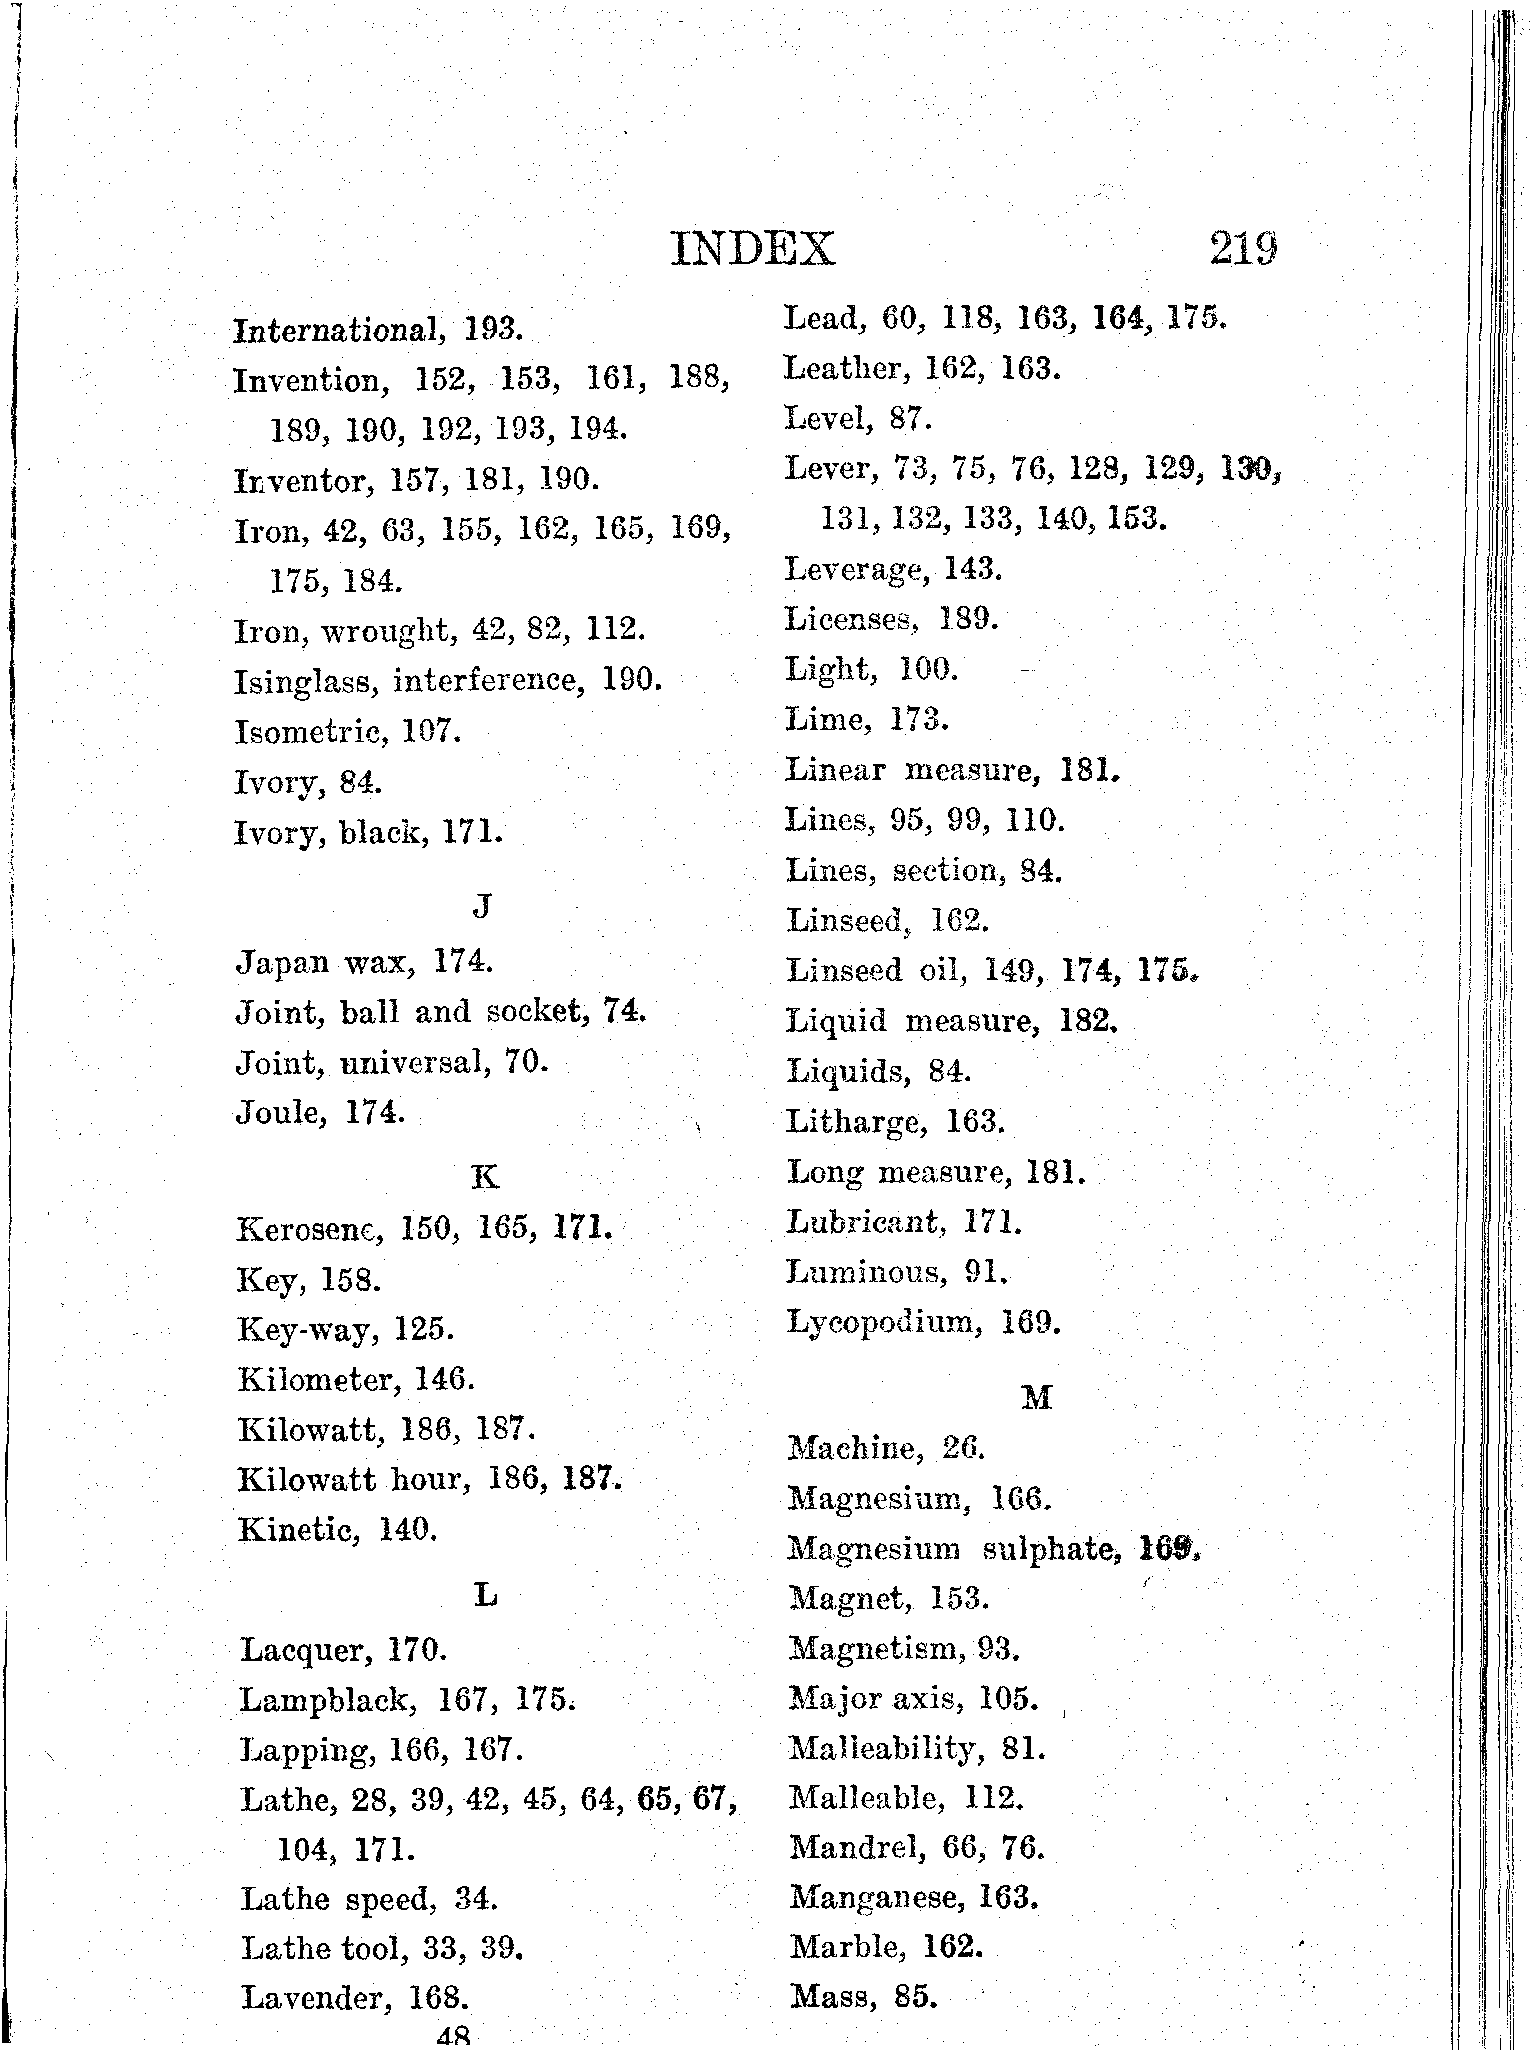 INDEX 219
International, 193.
Invention, 152, 153, 161, 188,
189, 190, 192, 193, 194.
Inventor, 157, 181, 190.
Iron, 42, 63, 155, 162, 165, 169,
175, 184.
Iron, wrought, 42, 82, 112.
Isinglass, interference, 190.
Isometric, 107.
Ivory, 84.
Ivory, black, 171.
J
Japan wax, 174.
Joint, ball and socket, 74.
Joint, universal, 70.
Joule, 174.
K
Kerosene, 150, 165, 171.
Key, 158.
Key-way, 125.
Kilometer, 146.
Kilowatt, 186, 187.
Kilowatt hour, 186, 187.
Kinetic, 140.
L
Lacquer, 170.
Lampblack, 167, 175.
Lapping, 166, 167.
Lathe, 28, 39, 42, 45, 64, 65, 67,
104, 171.
Lathe speed, 34.
Lathe tool, 33, 39.
Lavender, 168.
48
Lead, 60, 118, 163, 164, 175.
Leather, 162, 163.
Level, 87.
Lever, 73, 75, 76, 128, 129, 130,
131, 132, 133, 140, 153.
Leverage, 143.
Licenses, 189.
Light, 100.
Lime, 173.
Linear measure, 181.
Lines, 95, 99, 110.
Lines, section, 84.
Linseed, 162.
Linseed oil, 149, 174, 175.
Liquid measure, 182.
Liquids, 84.
Litharge, 163.
Long measure, 181.
Lubricant, 171.
Luminous, 91.
Lycopodium, 169.
M
Machine, 26.
Magnesium, 166.
Magnesium sulphate, 169.
Magnet, 153.
Magnetism, 93.
Major axis, 105.
Malleability, 81.
Malleable, 112.
Mandrel, 66, 76.
Manganese, 163.
Marble, 162.
Mass, 85.